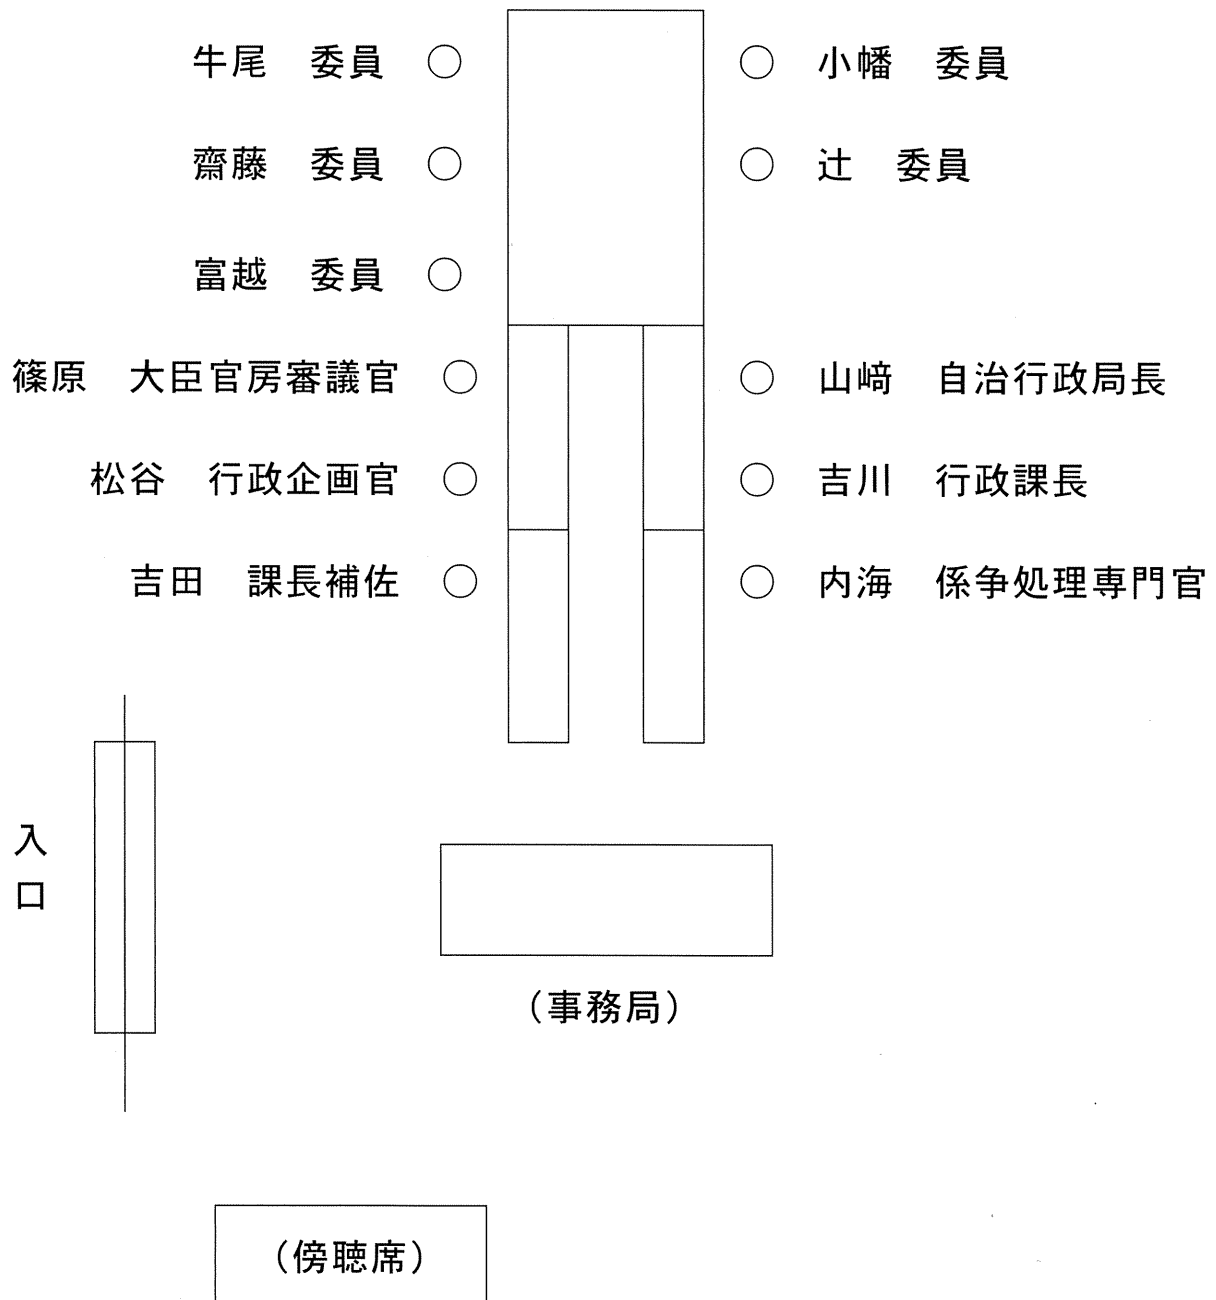 牛尾　委員　○　○　小幡　委員
齋藤　委員　○　○　辻　委員
富越　委員　○
篠原　大臣官房審議官　○　○　山﨑　自治行政局長
松谷　行政企画官　○　○　吉川　行政課長
吉田　課長補佐　○　○　内海　係争処理専門官
入口
（事務局）
（傍聴席）